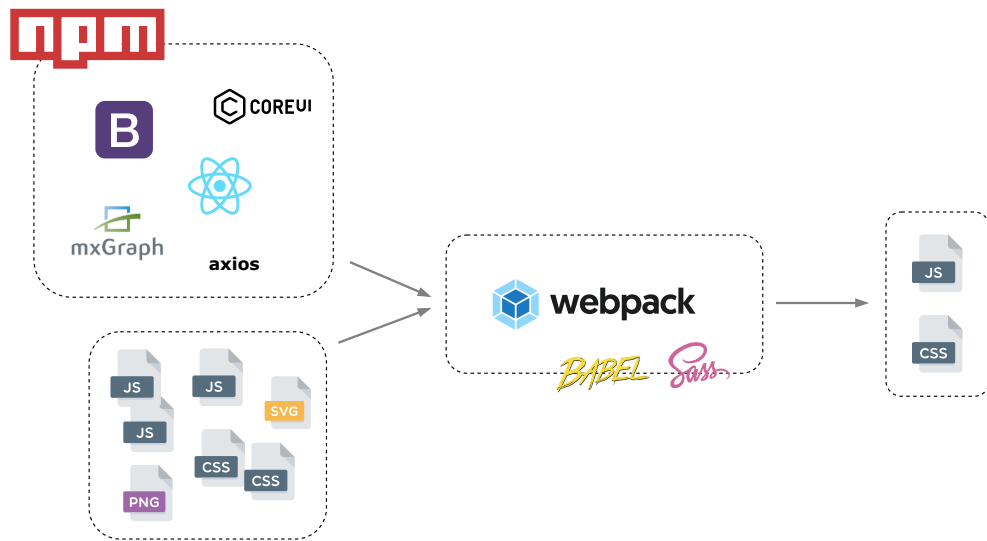 npm
B
COREUI
mxGraph
axios
webpack
BABEL
Sass
JS
JS
SVG
JS
CSS
CSS
PNG
JS
CSS